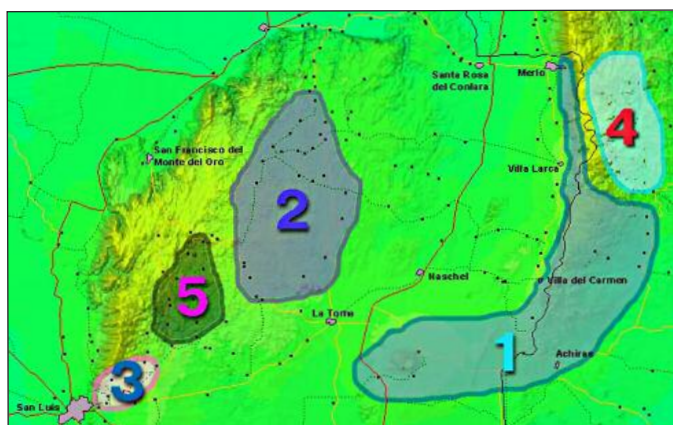 Santa Rosa
del Conlara
Merlo
4
San Francisco del
Monte del Oro
Villa Larca
2
Naschel
Villa del Carmen
5
La Toma
1
Achiras
3
San Luis